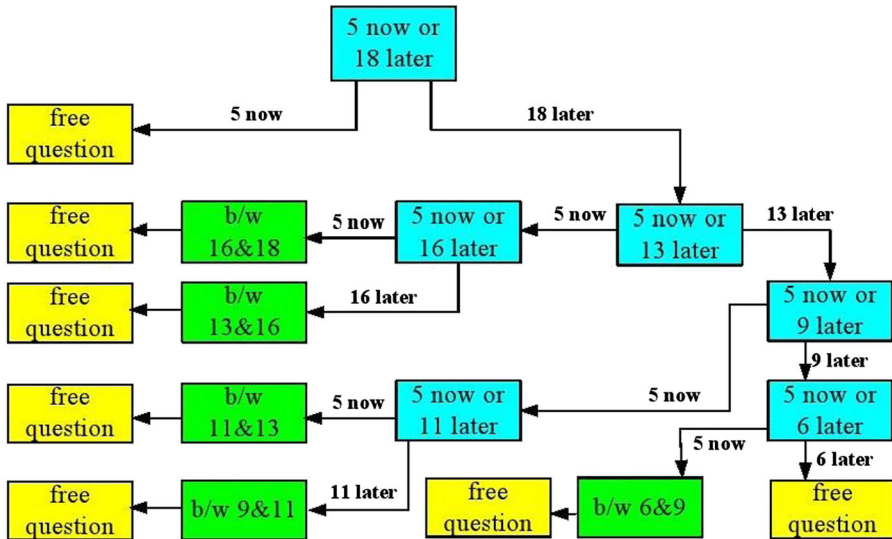 5 now or
18 later
free
question
5 now
18 later
free
question
b/w
16&18
5 now
5 now or
16 later
5 now
5 now or
13 later
13 later
free
question
b/w
13&16
16 later
5 now or
9 later
9 later
free
question
b/w
11&13
5 now
5 now or
11 later
5 now
5 now or
6 later
5 now
6 later
free
question
b/w 9&11
11 later
free
question
b/w 6&9
free
question